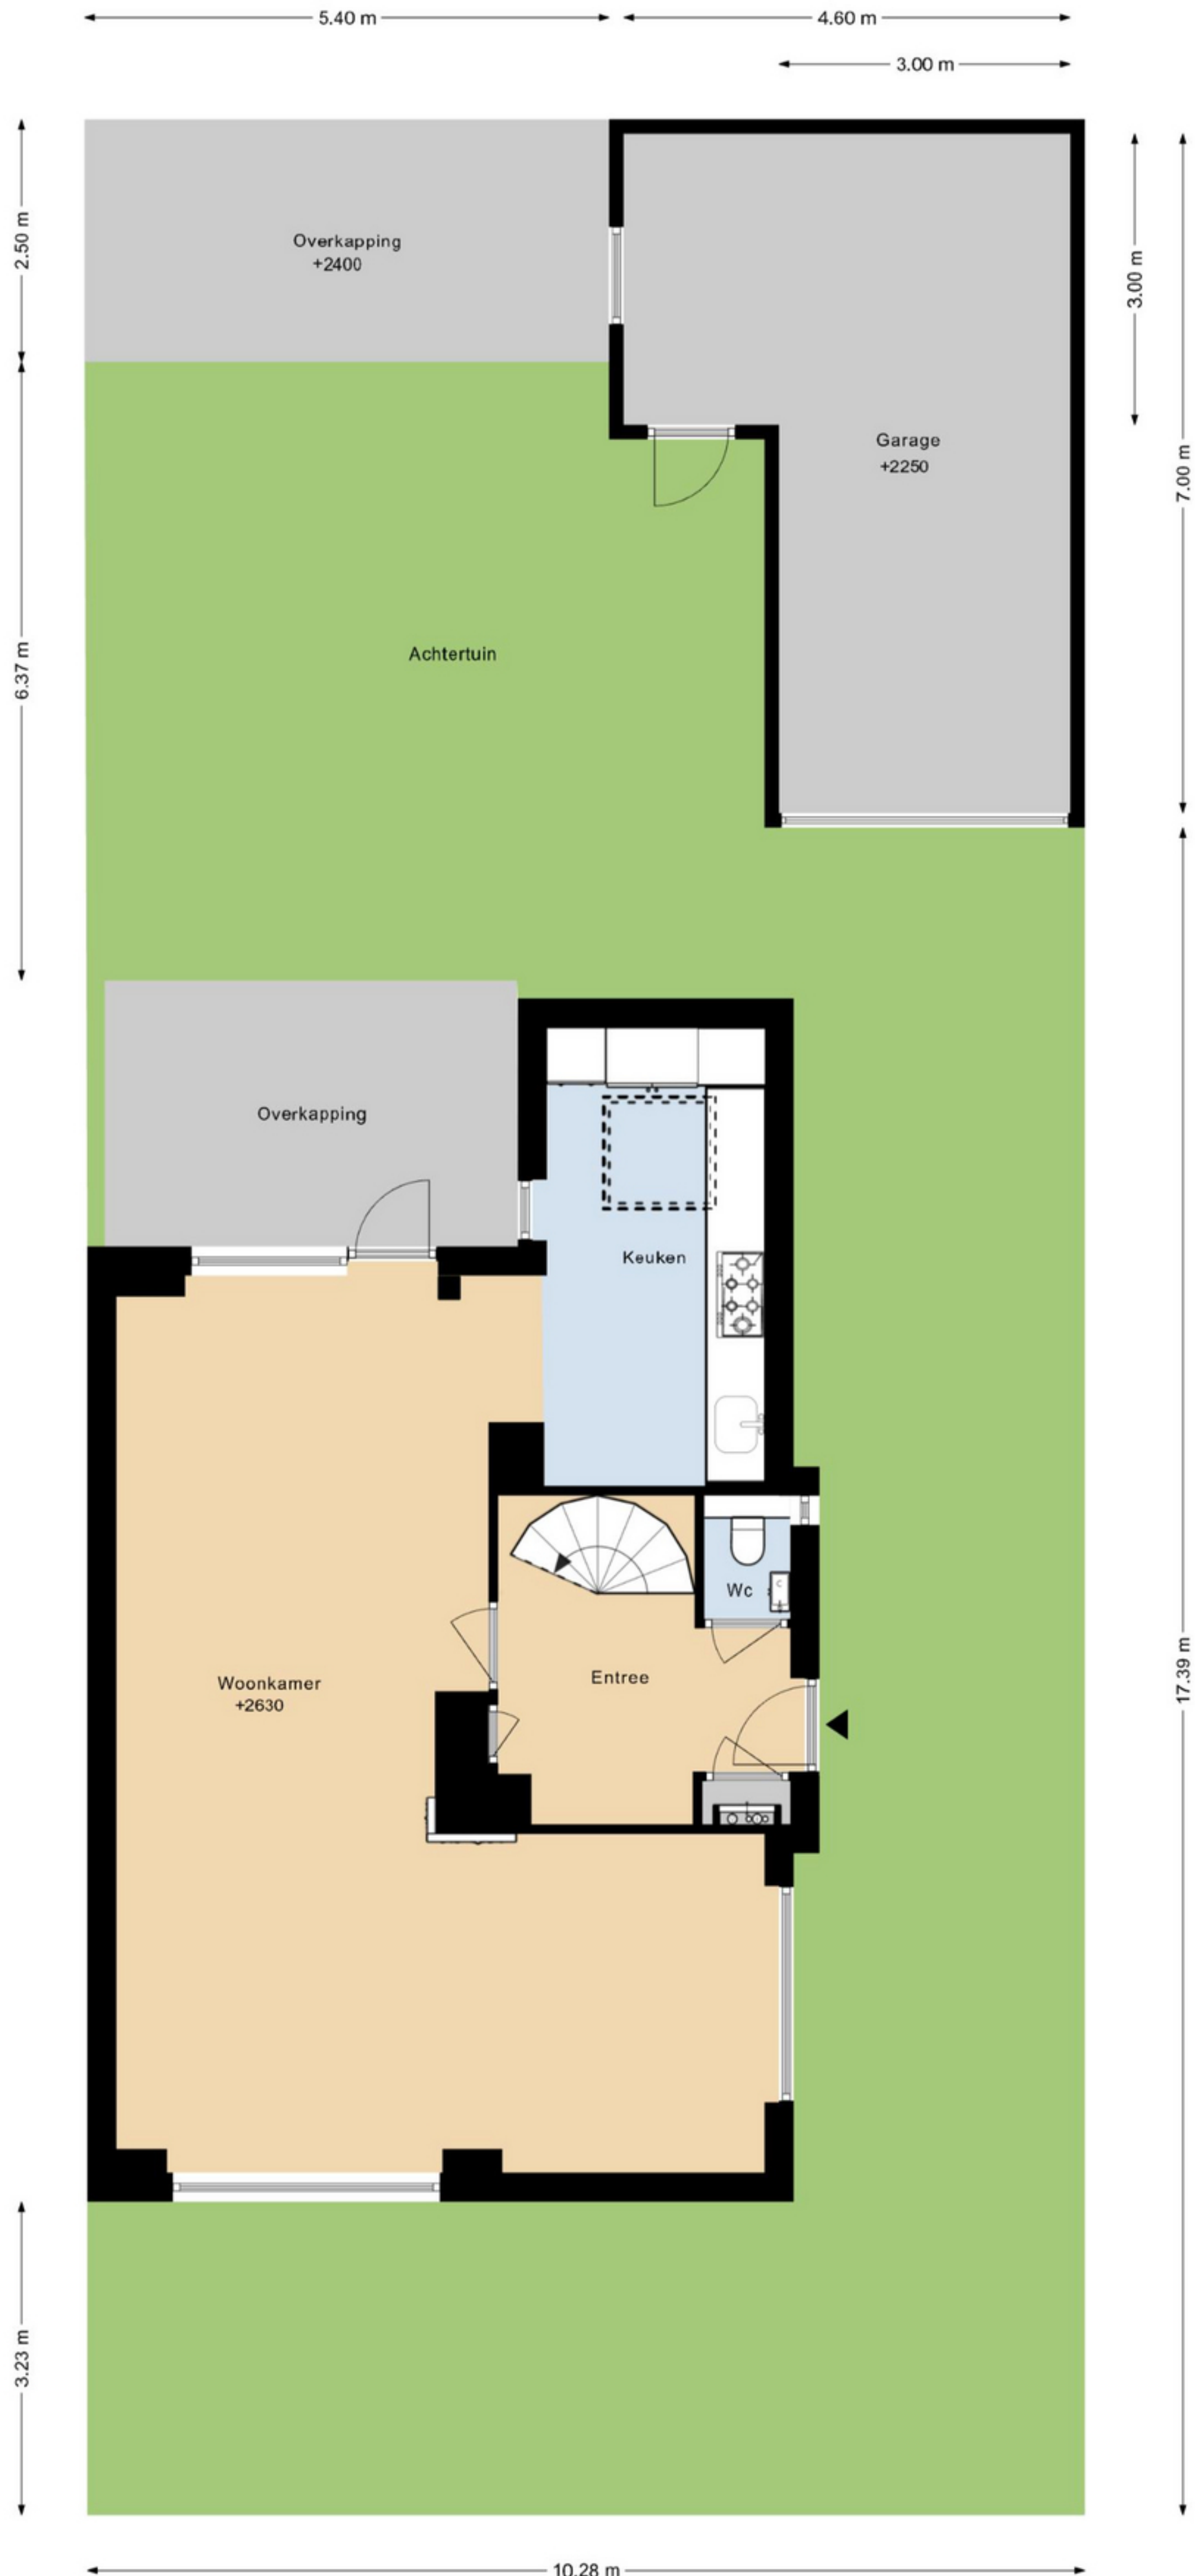 5.40 m
4.60 m
3.00 m
2.50 m
Overkapping
+2400
3.00 m
Garage
+2250
7.00 m
6.37 m
Achtertuin
Overkapping
Keuken
Wc
Entree
Woonkamer
+2630
17.39 m
3.23 m
10.28 m